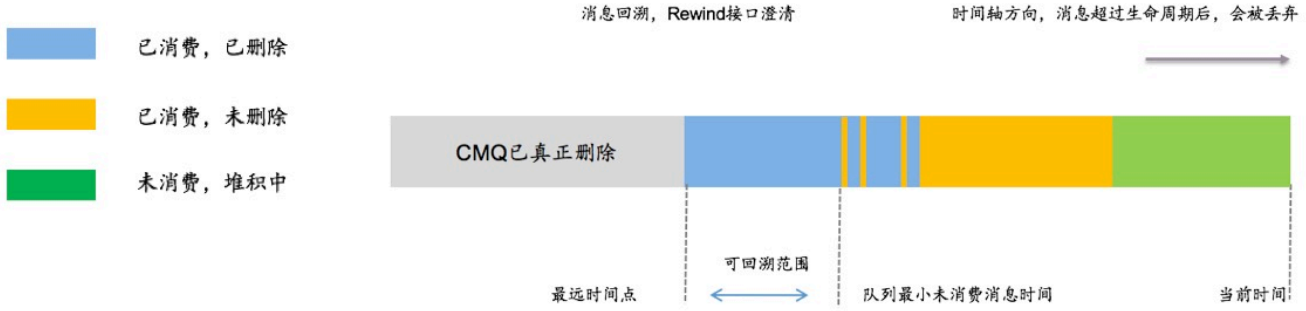 消息回溯，Rewind接口澄清
时间轴方向，消息超过生命周期后，会被丢弃
已消费，已删除
已消费，未删除
未消费，堆积中
CMQ已真正删除
可回溯范围
最远时间点
队列最小未消费消息时间
当前时间